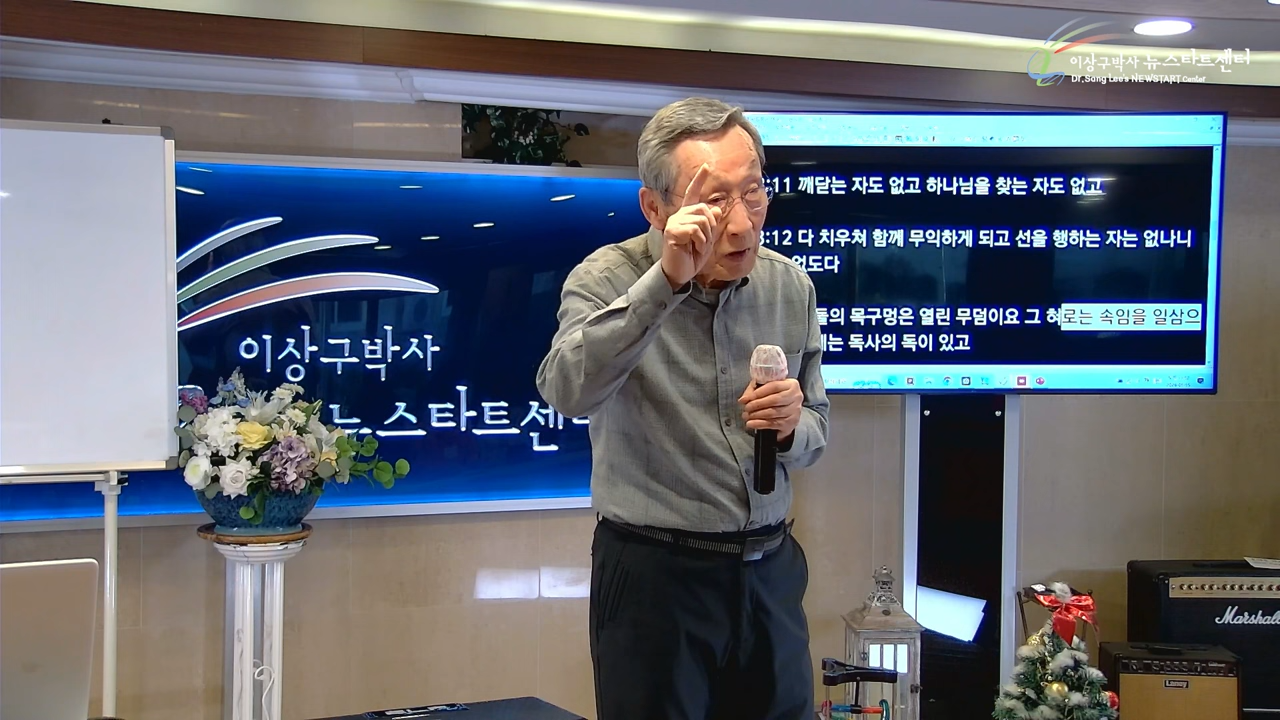 이상구박사 뉴스타트센터
Dr.Sang Lee's NEWSTART Center
:11 깨닫는 자도 없고 하나님을 찾는 자도 없고
3:12 다 치우쳐 함께 무익하게 되고 선을 행하는 자는 없나니
없도다
들의 목구멍은 열린 무덤이요 그 혀로는 속임을 일삼으
에는 독사의 독이 있고
이상구박사
뉴스타트센
Marshall
Laney